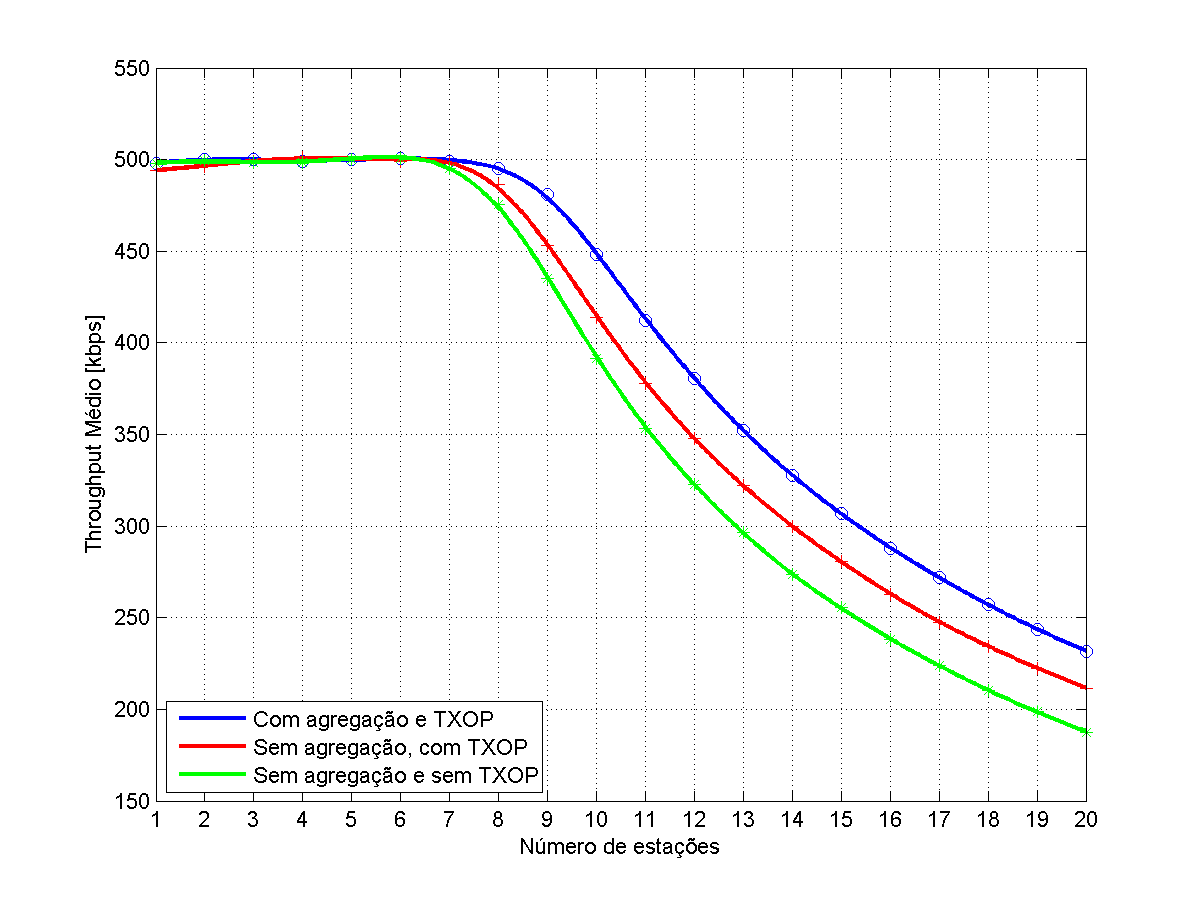 550
500
450
400
350
300
250
200
150
Throughput Médio [kbps]
Com agregação e TXOP
Sem agregação, com TXOP
Sem agregação e sem TXOP
1 2 3 4 5 6 7 8 9 10 11 12 13 14 15 16 17 18 19 20
Número de estações